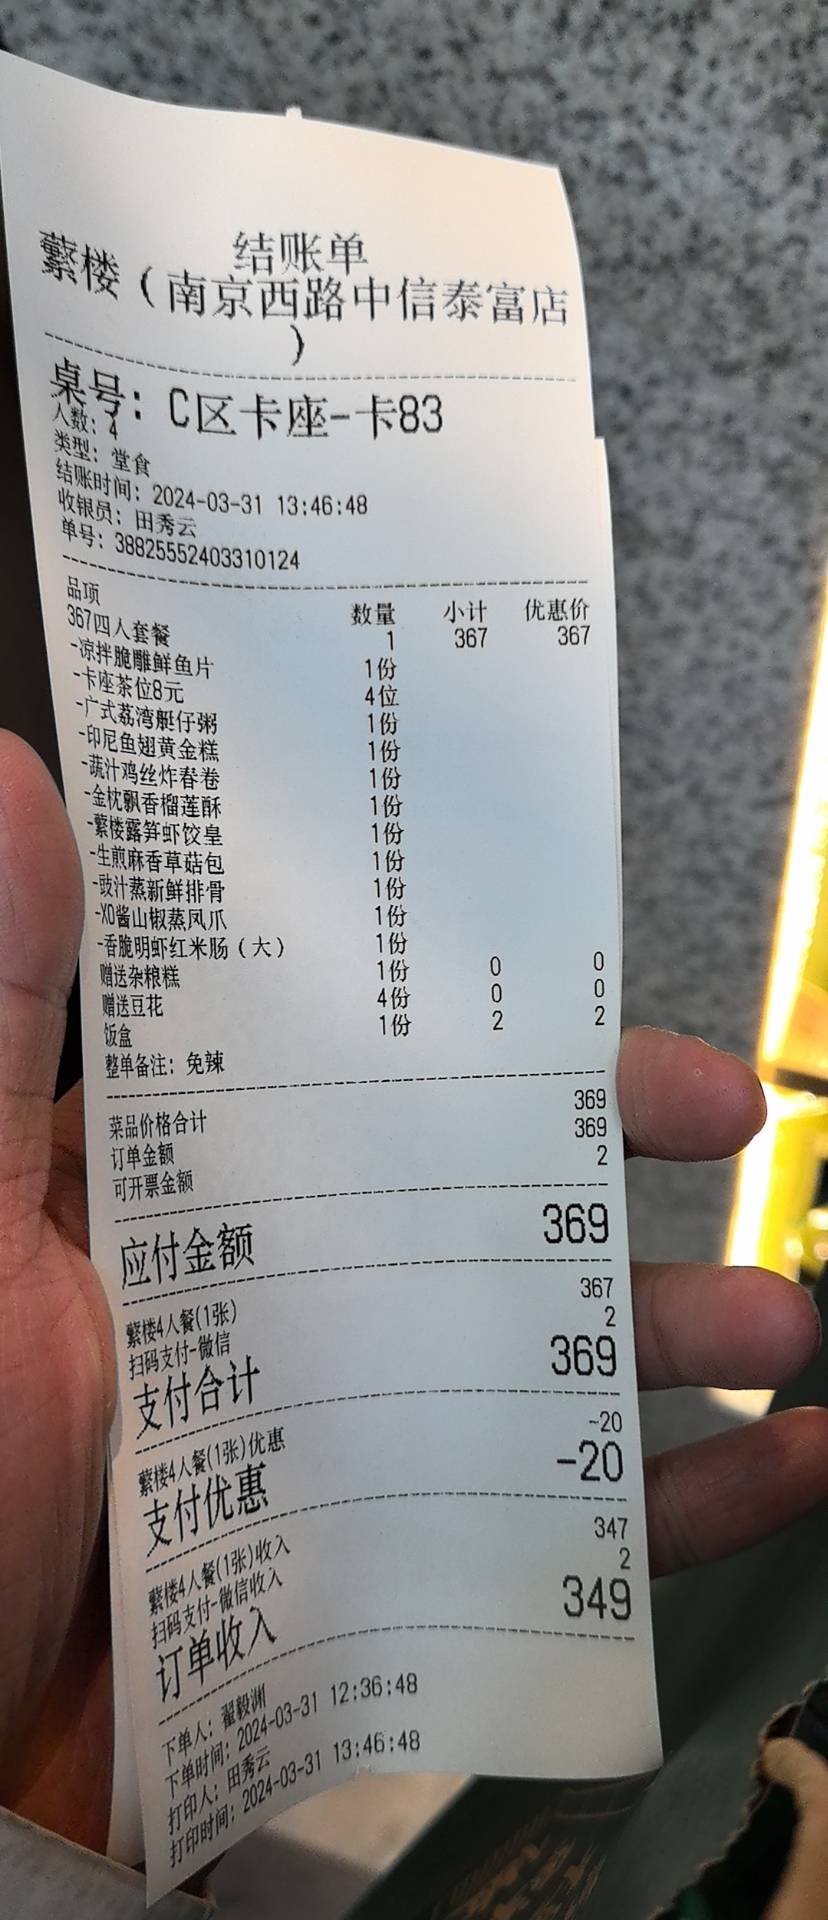 结账单
蘩楼（南京西路中信泰富店
）
桌号：C区卡座-卡83
人数：4
类型：堂食
结账时间：2024-03-31 13:46:48
收银员：田秀云
单号：38825552403310124
品项 数量 小计 优惠价
367四人套餐 1 367 367
-凉拌脆雕鲜鱼片 1份
-卡座茶位8元 4位
-广式荔湾艇仔粥 1份
-印尼鱼翅黄金糕 1份
-蔬汁鸡丝炸春卷 1份
-金枕飘香榴莲酥 1份
-蘩楼露笋虾饺皇 1份
-生煎麻香草菇包 1份
-豉汁蒸新鲜排骨 1份
-XO酱山椒蒸凤爪 1份
-香脆明虾红米肠（大） 1份
赠送杂粮糕 1份 0 0
赠送豆花 4份 0 0
饭盒 1份 2 2
整单备注：免辣
菜品价格合计 369
订单金额 369
可开票金额 2
应付金额 369
蘩楼4人餐(1张) 367
扫码支付-微信 2
支付合计 369
蘩楼4人餐(1张)优惠 -20
支付优惠 -20
蘩楼4人餐(1张)收入 347
扫码支付-微信收入 2
订单收入 349
下单人：翟毅渊
下单时间：2024-03-31 12:36:48
打印人：田秀云
打印时间：2024-03-31 13:46:48